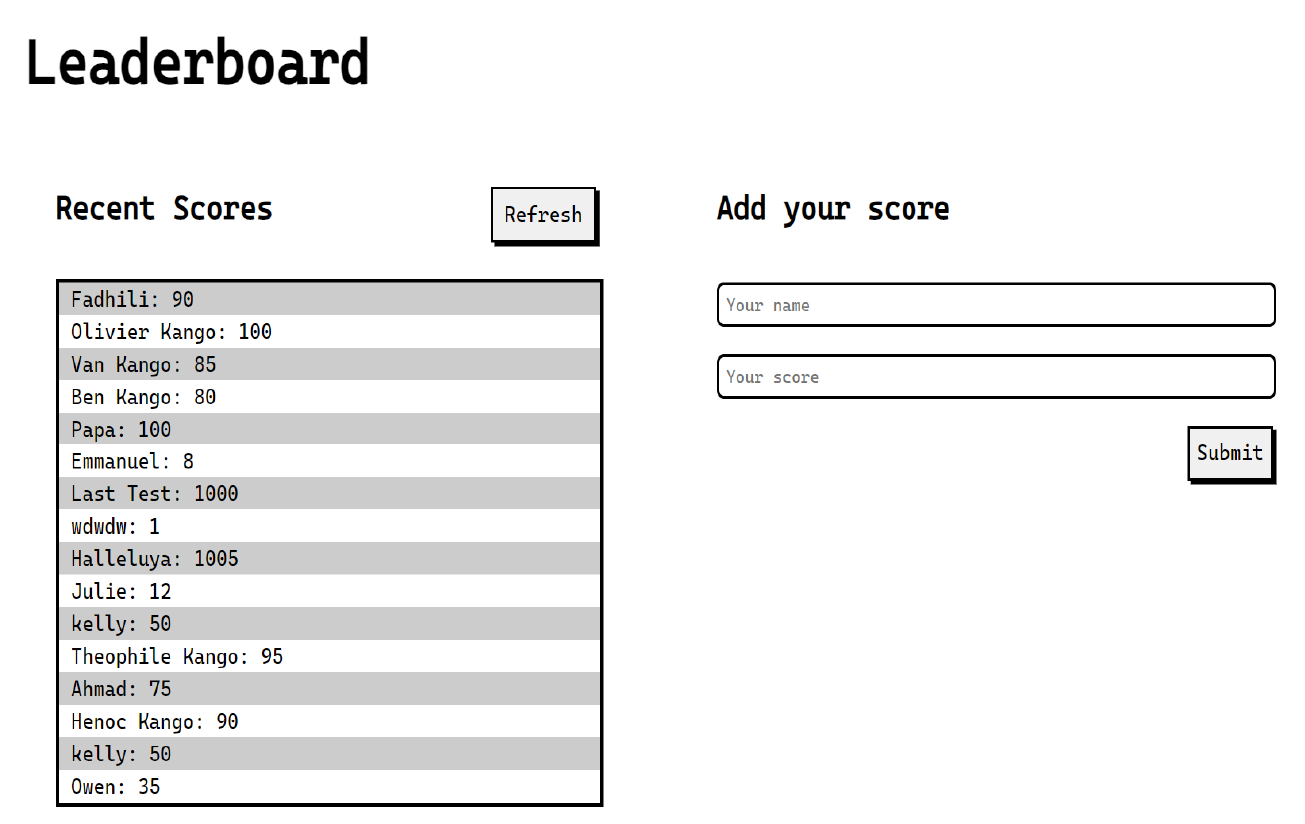 Leaderboard
Recent Scores
Refresh
Fadhili: 90
Olivier Kango: 100
Van Kango: 85
Ben Kango: 80
Papa: 100
Emmanuel: 8
Last Test: 1000
wdwdw: 1
Halleluya: 1005
Julie: 12
kelly: 50
Theophile Kango: 95
Ahmad: 75
Henoc Kango: 90
kelly: 50
Owen: 35
Add your score
Your name
Your score
Submit